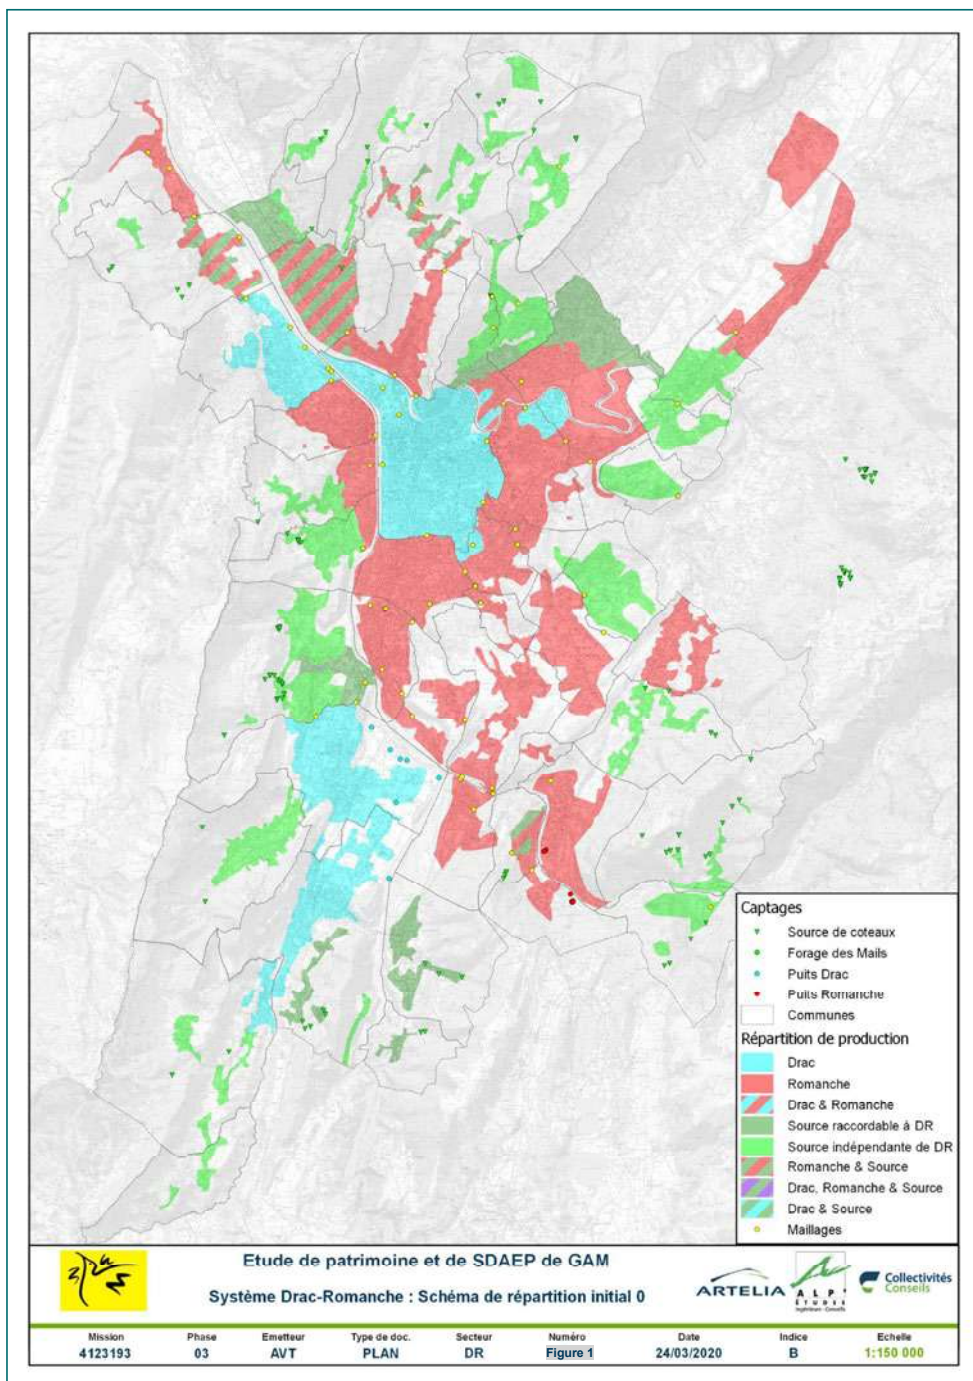 Captages
Source de coteaux
Forage des Mails
Puits Drac
Puits Romanche
Communes
Répartition de production
Drac
Romanche
Drac & Romanche
Source raccordable à DR
Source indépendante de DR
Romanche & Source
Drac, Romanche & Source
Drac & Source
Maillages
Etude de patrimoine et de SDAEP de GAM
Système Drac-Romanche : Schéma de répartition initial 0
ARTELIA
ALP'
ETUDES
Ingénieurs - Conseils
Collectivités
Conseils
Mission Phase Emetteur Type de doc. Secteur Numéro Date Indice Echelle
4123193 03 AVT PLAN DR Figure 1 24/03/2020 B 1:150 000